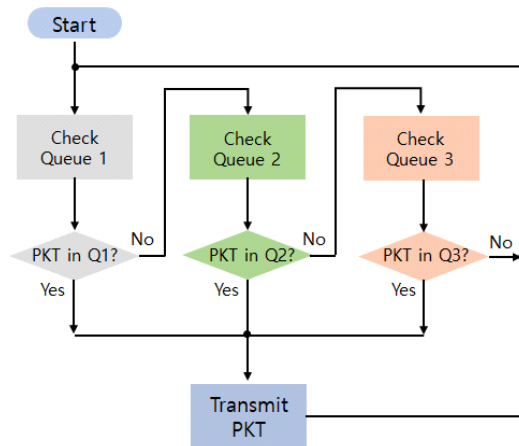 Start
Check
Queue 1
Check
Queue 2
Check
Queue 3
PKT in Q1?
No
PKT in Q2?
No
PKT in Q3?
No
Yes
Yes
Yes
Transmit
PKT